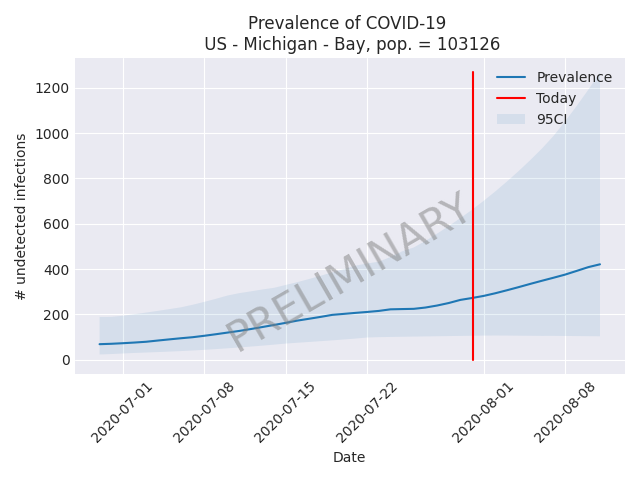 Prevalence of COVID-19
US - Michigan - Bay, pop. = 103126
1200
1000
800
600
400
200
0
# undetected infections
Prevalence
Today
95CI
PRELIMINARY
2020-07-01
2020-07-08
2020-07-15
2020-07-22
2020-08-01
2020-08-08
Date